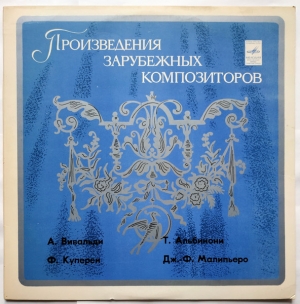 Произведения
зарубежных
композиторов
А. Вивальди
Т. Альбинони
Ф. Куперен
Дж.-Ф. Малипьеро